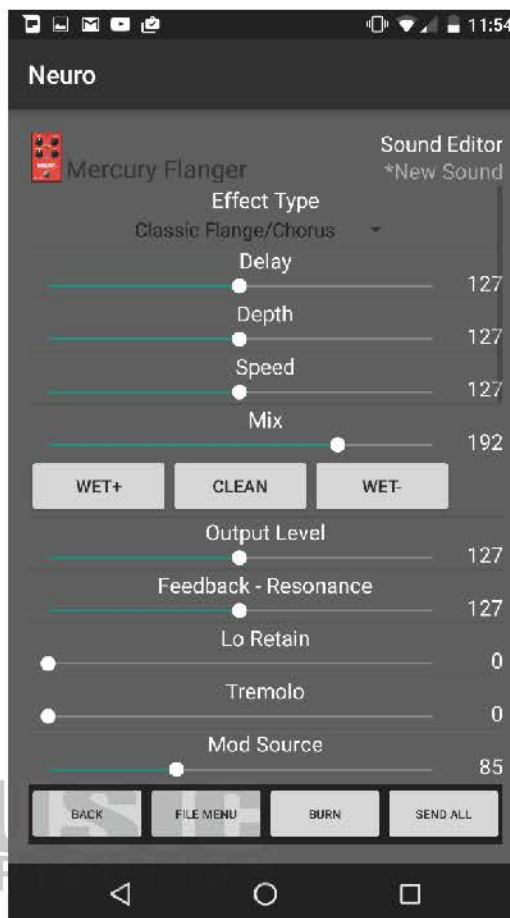 11:54
Neuro
Sound Editor
Mercury Flanger
*New Sound
Effect Type
Classic Flange/Chorus
Delay
127
Depth
127
Speed
127
Mix
192
WET+ CLEAN WET-
Output Level
127
Feedback - Resonance
127
Lo Retain
0
Tremolo
0
Mod Source
85
BACK FILE MENU BURN SEND ALL